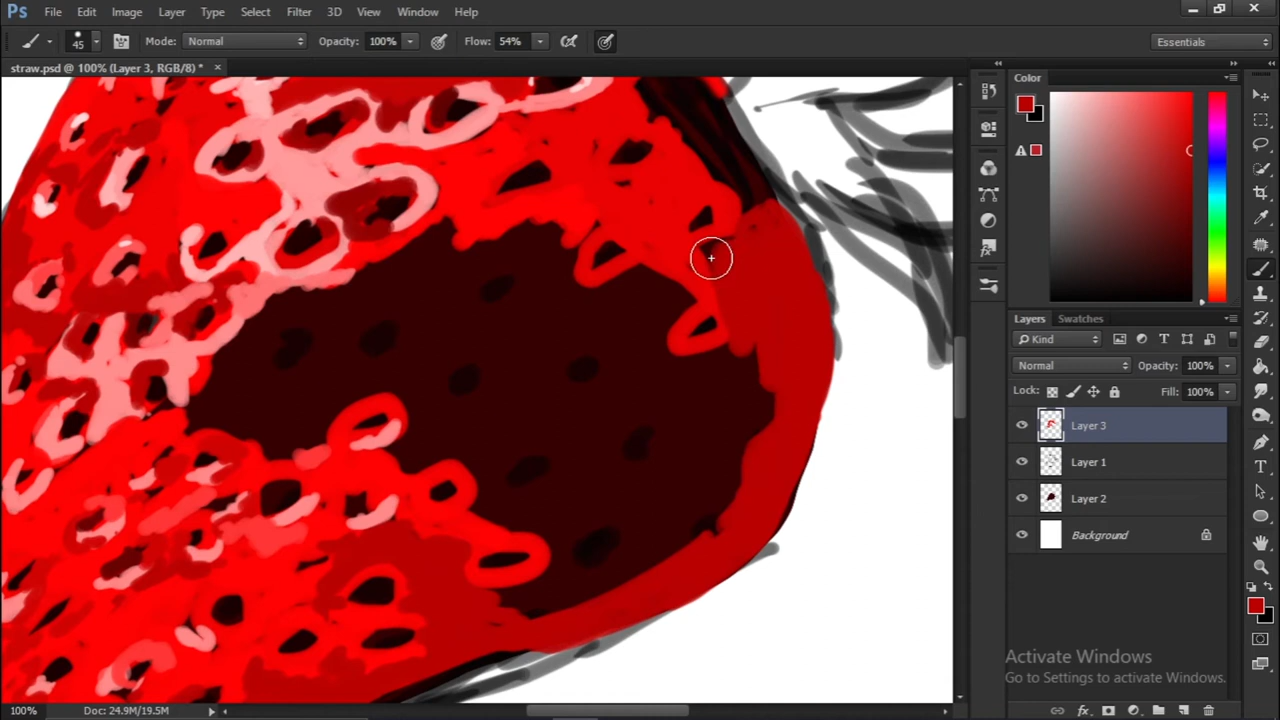 Ps File Edit Image Layer Type Select Filter 3D View Window Help
45 Mode: Normal Opacity: 100% Flow: 54% Essentials
straw.psd @ 100% (Layer 3, RGB/8) * ×
Color
Layers Swatches
Kind
Normal Opacity: 100%
Lock: Fill: 100%
Layer 3
Layer 1
Layer 2
Background
Activate Windows
Go to Settings to activate Windows.
100% Doc: 24.9M/19.5M